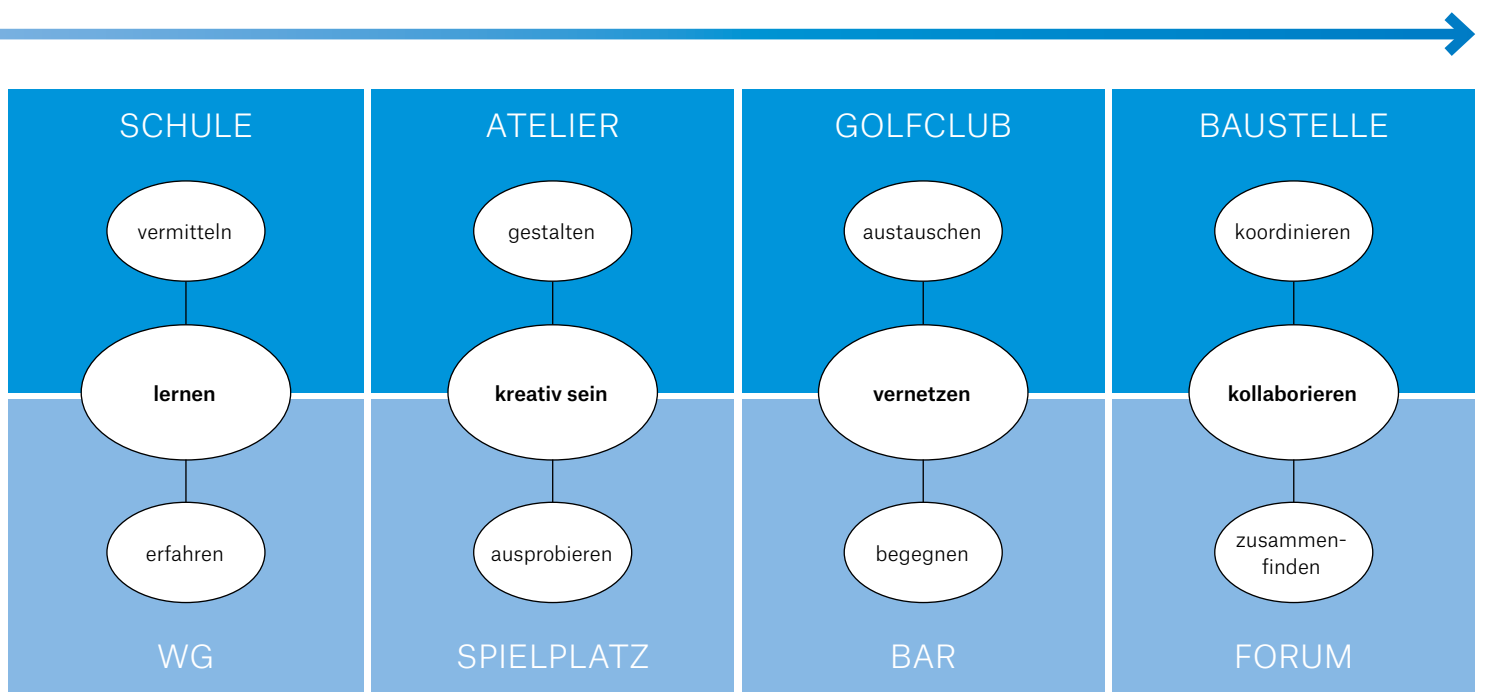 SCHULE
ATELIER
GOLFCLUB
BAUSTELLE
vermitteln
gestalten
austauschen
koordinieren
lernen
kreativ sein
vernetzen
kollaborieren
erfahren
ausprobieren
begegnen
zusammen-
finden
WG
SPIELPLATZ
BAR
FORUM